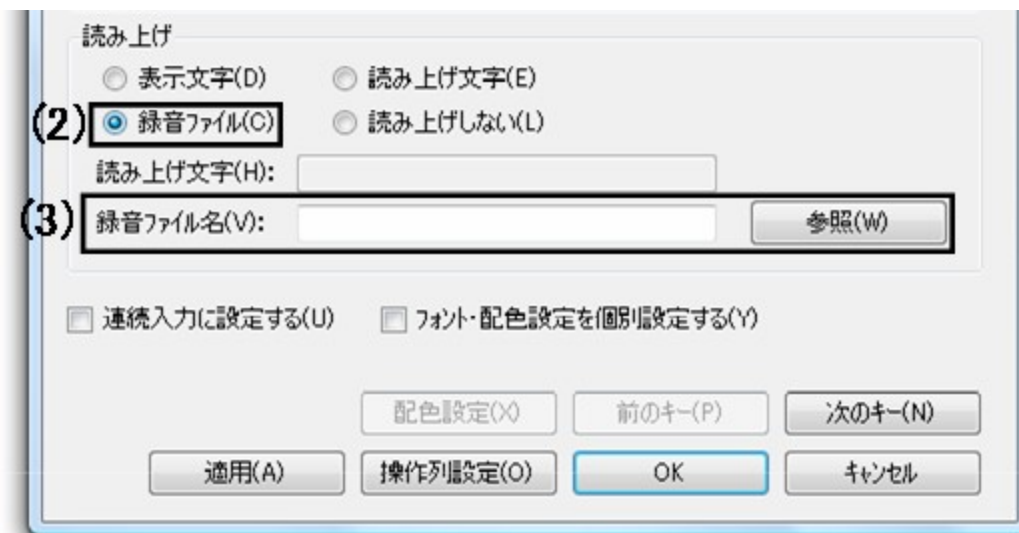 読み上げ
表示文字(D) 読み上げ文字(E)
(2) 録音ファイル(C) 読み上げしない(L)
読み上げ文字(H):
(3) 録音ファイル名(V): 参照(W)
連続入力に設定する(U) フォント・配色設定を個別設定する(Y)
配色設定(X) 前のキー(P) 次のキー(N)
適用(A) 操作列設定(O) OK キャンセル